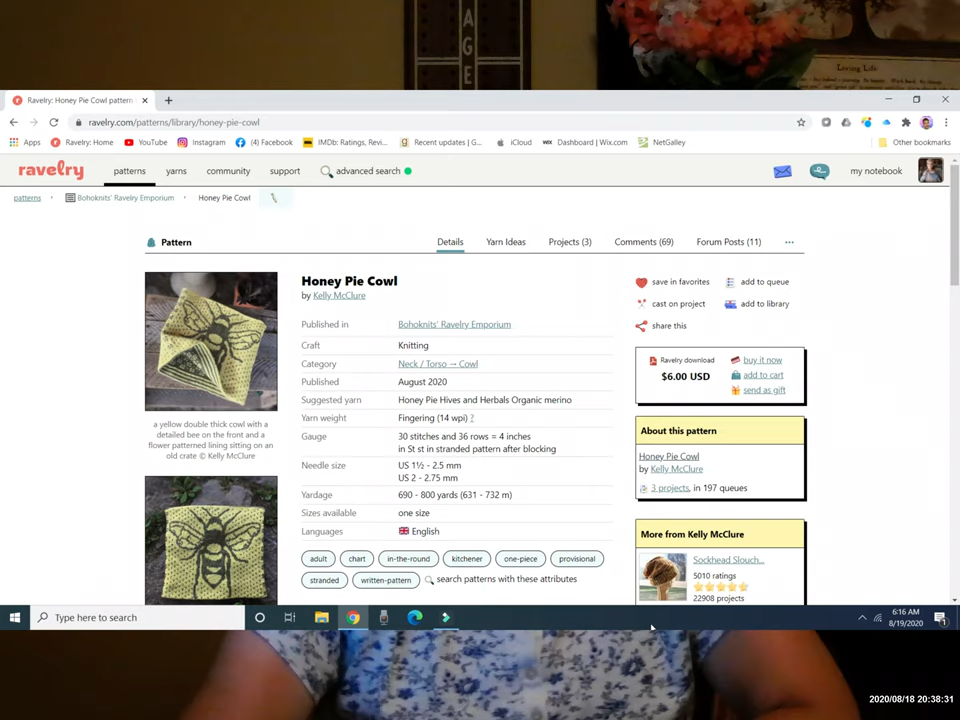 AGE
Living Life
Ravelry: Honey Pie Cowl pattern
ravelry.com/patterns/library/honey-pie-cowl
Apps
Ravelry: Home
YouTube
Instagram
(4) Facebook
IMDb: Ratings, Revi...
Recent updates | G...
iCloud
WIX Dashboard | Wix.com
NetGalley
Other bookmarks
ravelry
patterns
yarns
community
support
advanced search
my notebook
patterns
Bohoknits' Ravelry Emporium
Honey Pie Cowl
Pattern
Details
Yarn Ideas
Projects (3)
Comments (69)
Forum Posts (11)
a yellow double thick cowl with a
detailed bee on the front and a
flower patterned lining sitting on an
old crate © Kelly McClure
Honey Pie Cowl
by Kelly McClure
Published in Bohoknits' Ravelry Emporium
Craft Knitting
Category Neck / Torso → Cowl
Published August 2020
Suggested yarn Honey Pie Hives and Herbals Organic merino
Yarn weight Fingering (14 wpi) ?
Gauge 30 stitches and 36 rows = 4 inches
in St st in stranded pattern after blocking
Needle size US 1½ - 2.5 mm
US 2 - 2.75 mm
Yardage 690 - 800 yards (631 - 732 m)
Sizes available one size
Languages English
adult chart in-the-round kitchener one-piece provisional
stranded written-pattern search patterns with these attributes
save in favorites
add to queue
cast on project
add to library
share this
Ravelry download
$6.00 USD
buy it now
add to cart
send as gift
About this pattern
Honey Pie Cowl
by Kelly McClure
3 projects, in 197 queues
More from Kelly McClure
Sockhead Slouch...
5010 ratings
22908 projects
Type here to search
6:16 AM
8/19/2020
1
2020/08/18 20:38:31